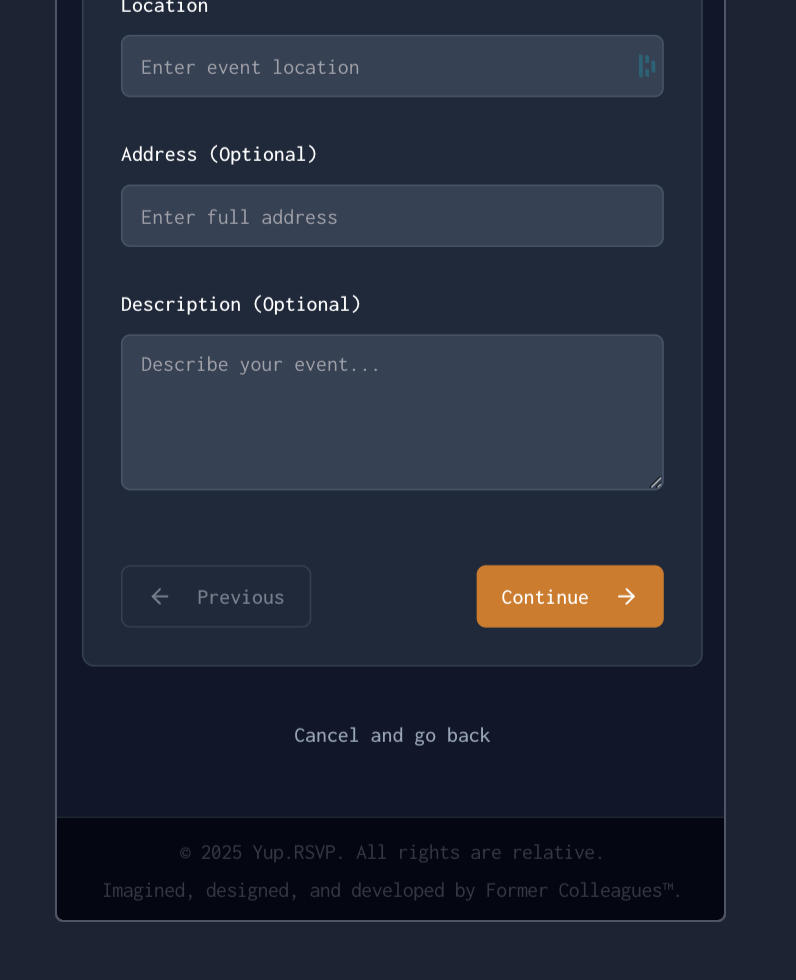 Location
Enter event location
Address (Optional)
Enter full address
Description (Optional)
Describe your event...
← Previous
Continue →
Cancel and go back
© 2025 Yup.RSVP. All rights are relative.
Imagined, designed, and developed by Former Colleagues™.